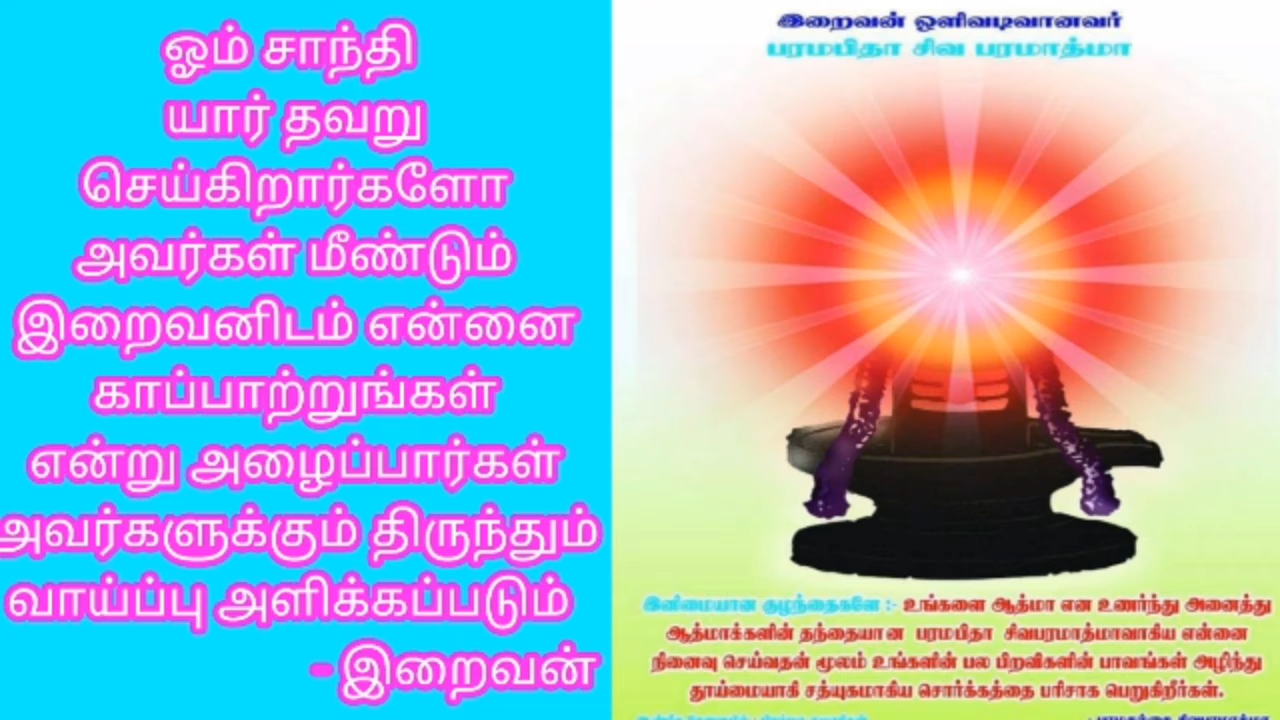 ஓம் சாந்தி
யார் தவறு
செய்கிறார்களோ
அவர்கள் மீண்டும்
இறைவனிடம் என்னை
காப்பாற்றுங்கள்
என்று அழைப்பார்கள்
அவர்களுக்கும் திருந்தும்
வாய்ப்பு அளிக்கப்படும்
-இறைவன்
இறைவன் ஒளிவடிவானவர்
பரமபிதா சிவ பரமாத்மா
இனிமையான குழந்தைகளே :- உங்களை ஆத்மா என உணர்ந்து அனைத்து
ஆத்மாக்களின் தந்தையான பரமபிதா சிவபரமாத்மாவாகிய என்னை
நினைவு செய்வதன் மூலம் உங்களின் பல பிறவிகளின் பாவங்கள் அழிந்து
தூய்மையாகி சத்யுகமாகிய சொர்க்கத்தை பரிசாக பெறுகிறீர்கள்.